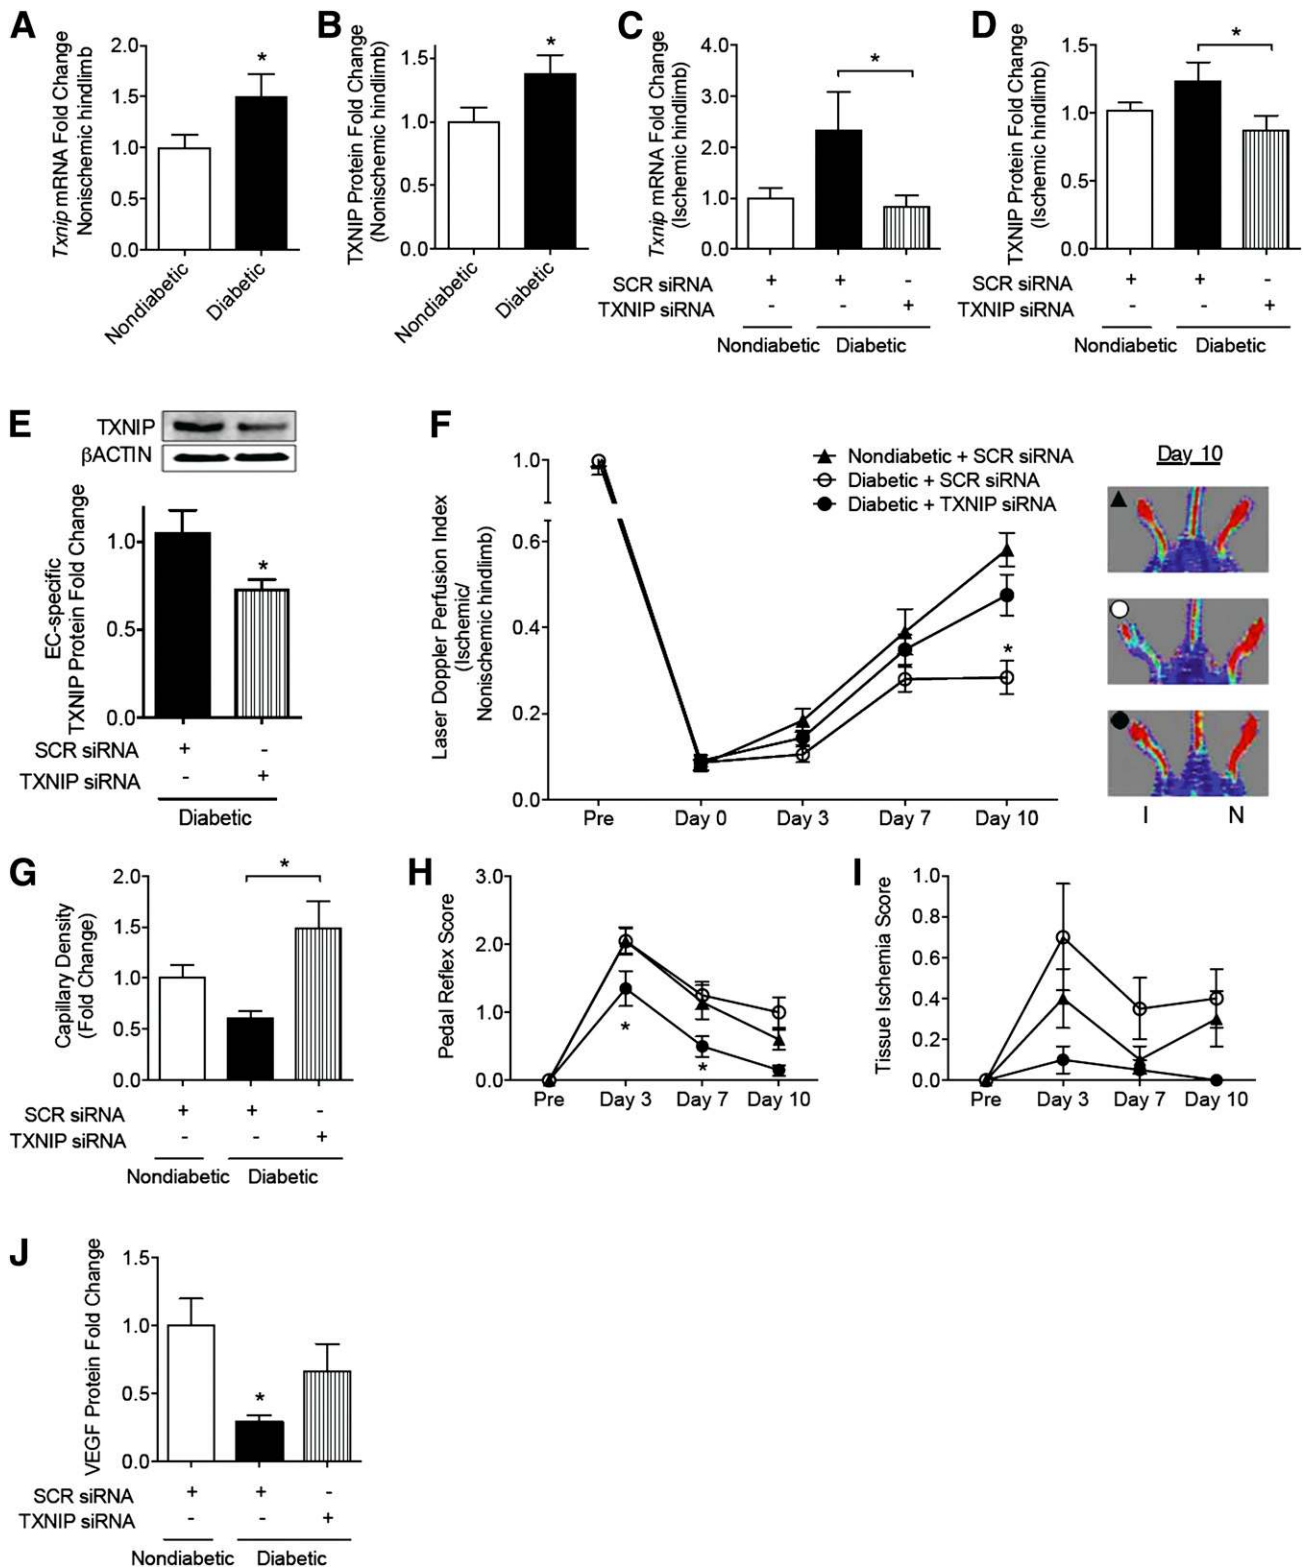 A
Txnip mRNA Fold Change
Nonischemic hindlimb
2.0
1.5
1.0
0.5
0.0
*
Nondiabetic
Diabetic
B
TXNIP Protein Fold Change
(Nonischemic hindlimb)
1.5
1.0
0.5
0.0
*
Nondiabetic
Diabetic
C
Txnip mRNA Fold Change
(Ischemic hindlimb)
4.0
3.0
2.0
1.0
0.0
*
SCR siRNA + + -
TXNIP siRNA - - +
Nondiabetic Diabetic
D
TXNIP Protein Fold Change
(Ischemic hindlimb)
1.5
1.0
0.5
0.0
*
SCR siRNA + + -
TXNIP siRNA - - +
Nondiabetic Diabetic
E
TXNIP
βACTIN
EC-specific
TXNIP Protein Fold Change
1.0
0.5
0.0
*
SCR siRNA + -
TXNIP siRNA - +
Diabetic
F
Laser Doppler Perfusion Index
(Ischemic/
Nonischemic hindlimb)
1.0
0.6
0.4
0.2
0.0
Nondiabetic + SCR siRNA
Diabetic + SCR siRNA
Diabetic + TXNIP siRNA
*
Pre Day 0 Day 3 Day 7 Day 10
Day 10
I N
G
Capillary Density
(Fold Change)
2.0
1.5
1.0
0.5
0.0
*
SCR siRNA + + -
TXNIP siRNA - - +
Nondiabetic Diabetic
H
Pedal Reflex Score
3.0
2.0
1.0
0.0
*
*
Pre Day 3 Day 7 Day 10
I
Tissue Ischemia Score
1.0
0.8
0.6
0.4
0.2
0.0
Pre Day 3 Day 7 Day 10
J
VEGF Protein Fold Change
1.5
1.0
0.5
0.0
*
SCR siRNA + + -
TXNIP siRNA - - +
Nondiabetic Diabetic